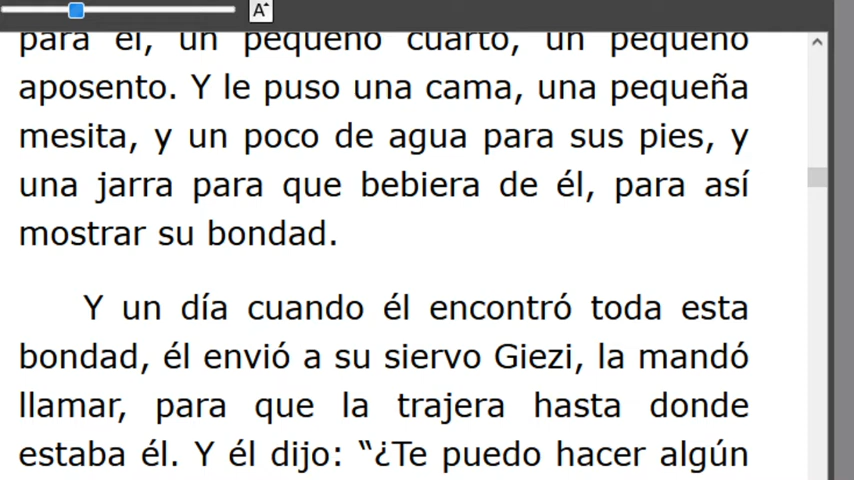 A
para él, un pequeño cuarto, un pequeño
aposento. Y le puso una cama, una pequeña
mesita, y un poco de agua para sus pies, y
una jarra para que bebiera de él, para así
mostrar su bondad.
Y un día cuando él encontró toda esta
bondad, él envió a su siervo Giezi, la mandó
llamar, para que la trajera hasta donde
estaba él. Y él dijo: “¿Te puedo hacer algún